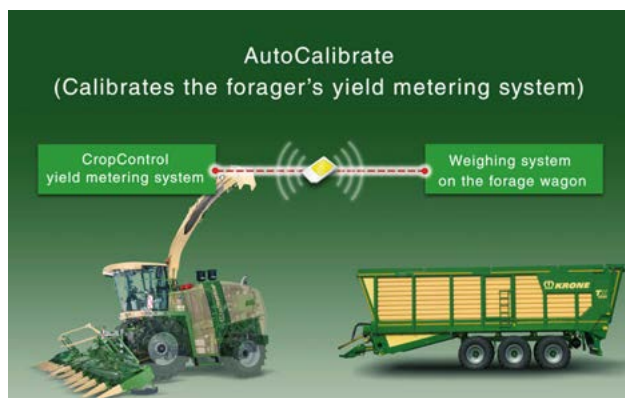 AutoCalibrate
(Calibrates the forager's yield metering system)
CropControl
yield metering system
Weighing system
on the forage wagon
KRONE